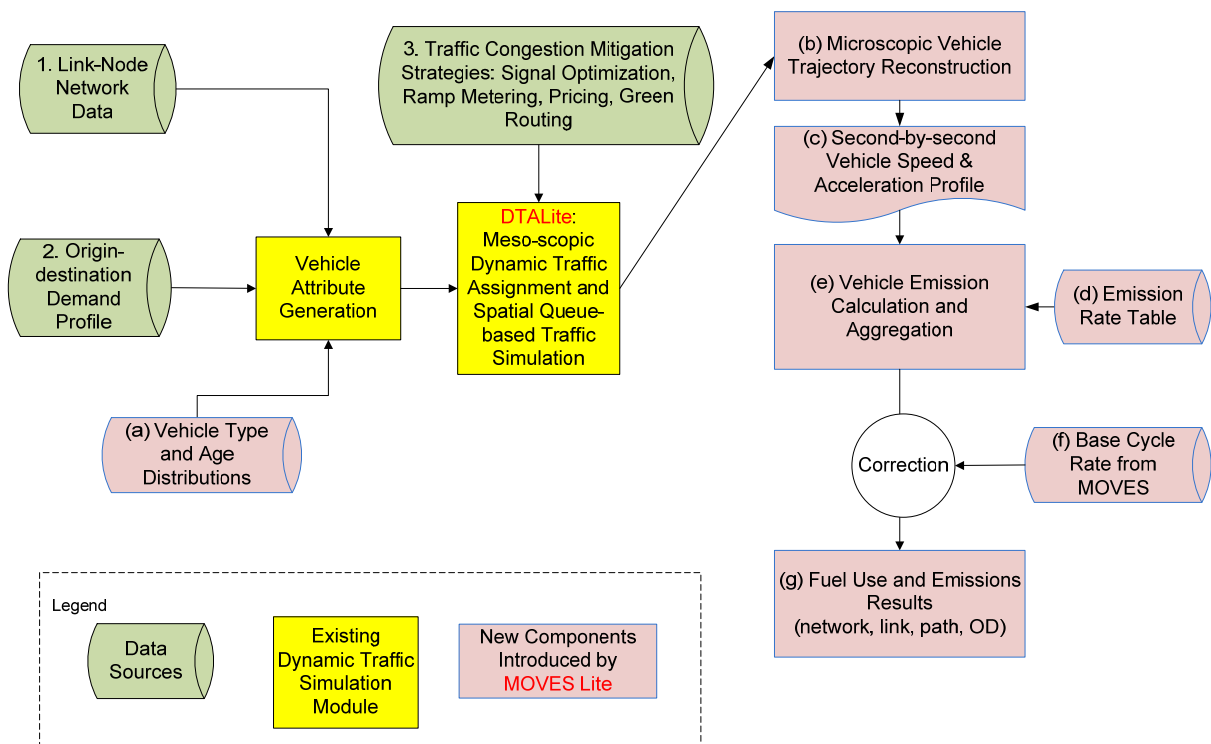 1. Link-Node
Network
Data
3. Traffic Congestion Mitigation
Strategies: Signal Optimization,
Ramp Metering, Pricing, Green
Routing
(b) Microscopic Vehicle
Trajectory Reconstruction
(c) Second-by-second
Vehicle Speed &
Acceleration Profile
2. Origin-
destination
Demand
Profile
Vehicle
Attribute
Generation
DTALite:
Meso-scopic
Dynamic Traffic
Assignment and
Spatial Queue-
based Traffic
Simulation
(e) Vehicle Emission
Calculation and
Aggregation
(d) Emission
Rate Table
(a) Vehicle Type
and Age
Distributions
Correction
(f) Base Cycle
Rate from
MOVES
(g) Fuel Use and Emissions
Results
(network, link, path, OD)
Legend
Data
Sources
Existing
Dynamic Traffic
Simulation
Module
New Components
Introduced by
MOVES Lite